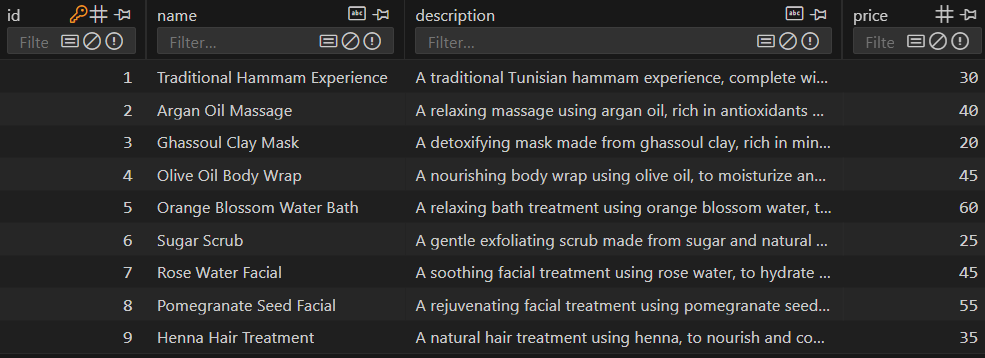 id name description price
Filte Filter... Filter... Filte
1 Traditional Hammam Experience A traditional Tunisian hammam experience, complete wi... 30
2 Argan Oil Massage A relaxing massage using argan oil, rich in antioxidants ... 40
3 Ghassoul Clay Mask A detoxifying mask made from ghassoul clay, rich in min... 20
4 Olive Oil Body Wrap A nourishing body wrap using olive oil, to moisturize an... 45
5 Orange Blossom Water Bath A relaxing bath treatment using orange blossom water, t... 60
6 Sugar Scrub A gentle exfoliating scrub made from sugar and natural ... 25
7 Rose Water Facial A soothing facial treatment using rose water, to hydrate ... 45
8 Pomegranate Seed Facial A rejuvenating facial treatment using pomegranate seed... 55
9 Henna Hair Treatment A natural hair treatment using henna, to nourish and co... 35